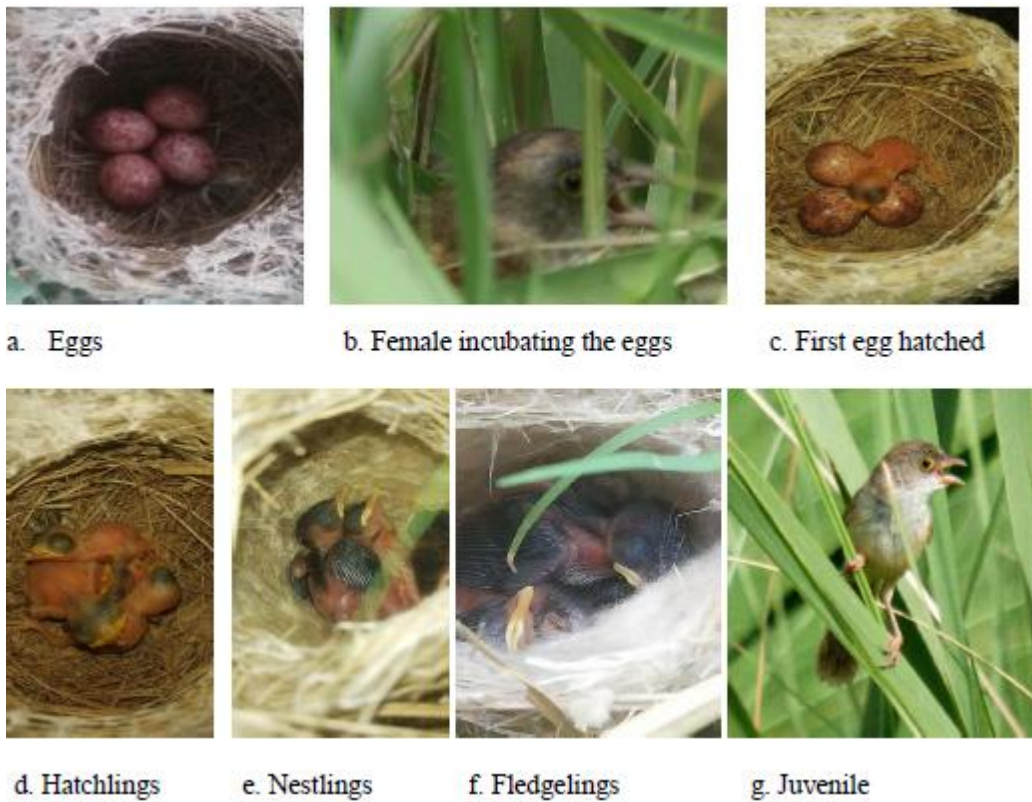 a. Eggs
b. Female incubating the eggs
c. First egg hatched
d. Hatchlings
e. Nestlings
f. Fledgelings
g. Juvenile